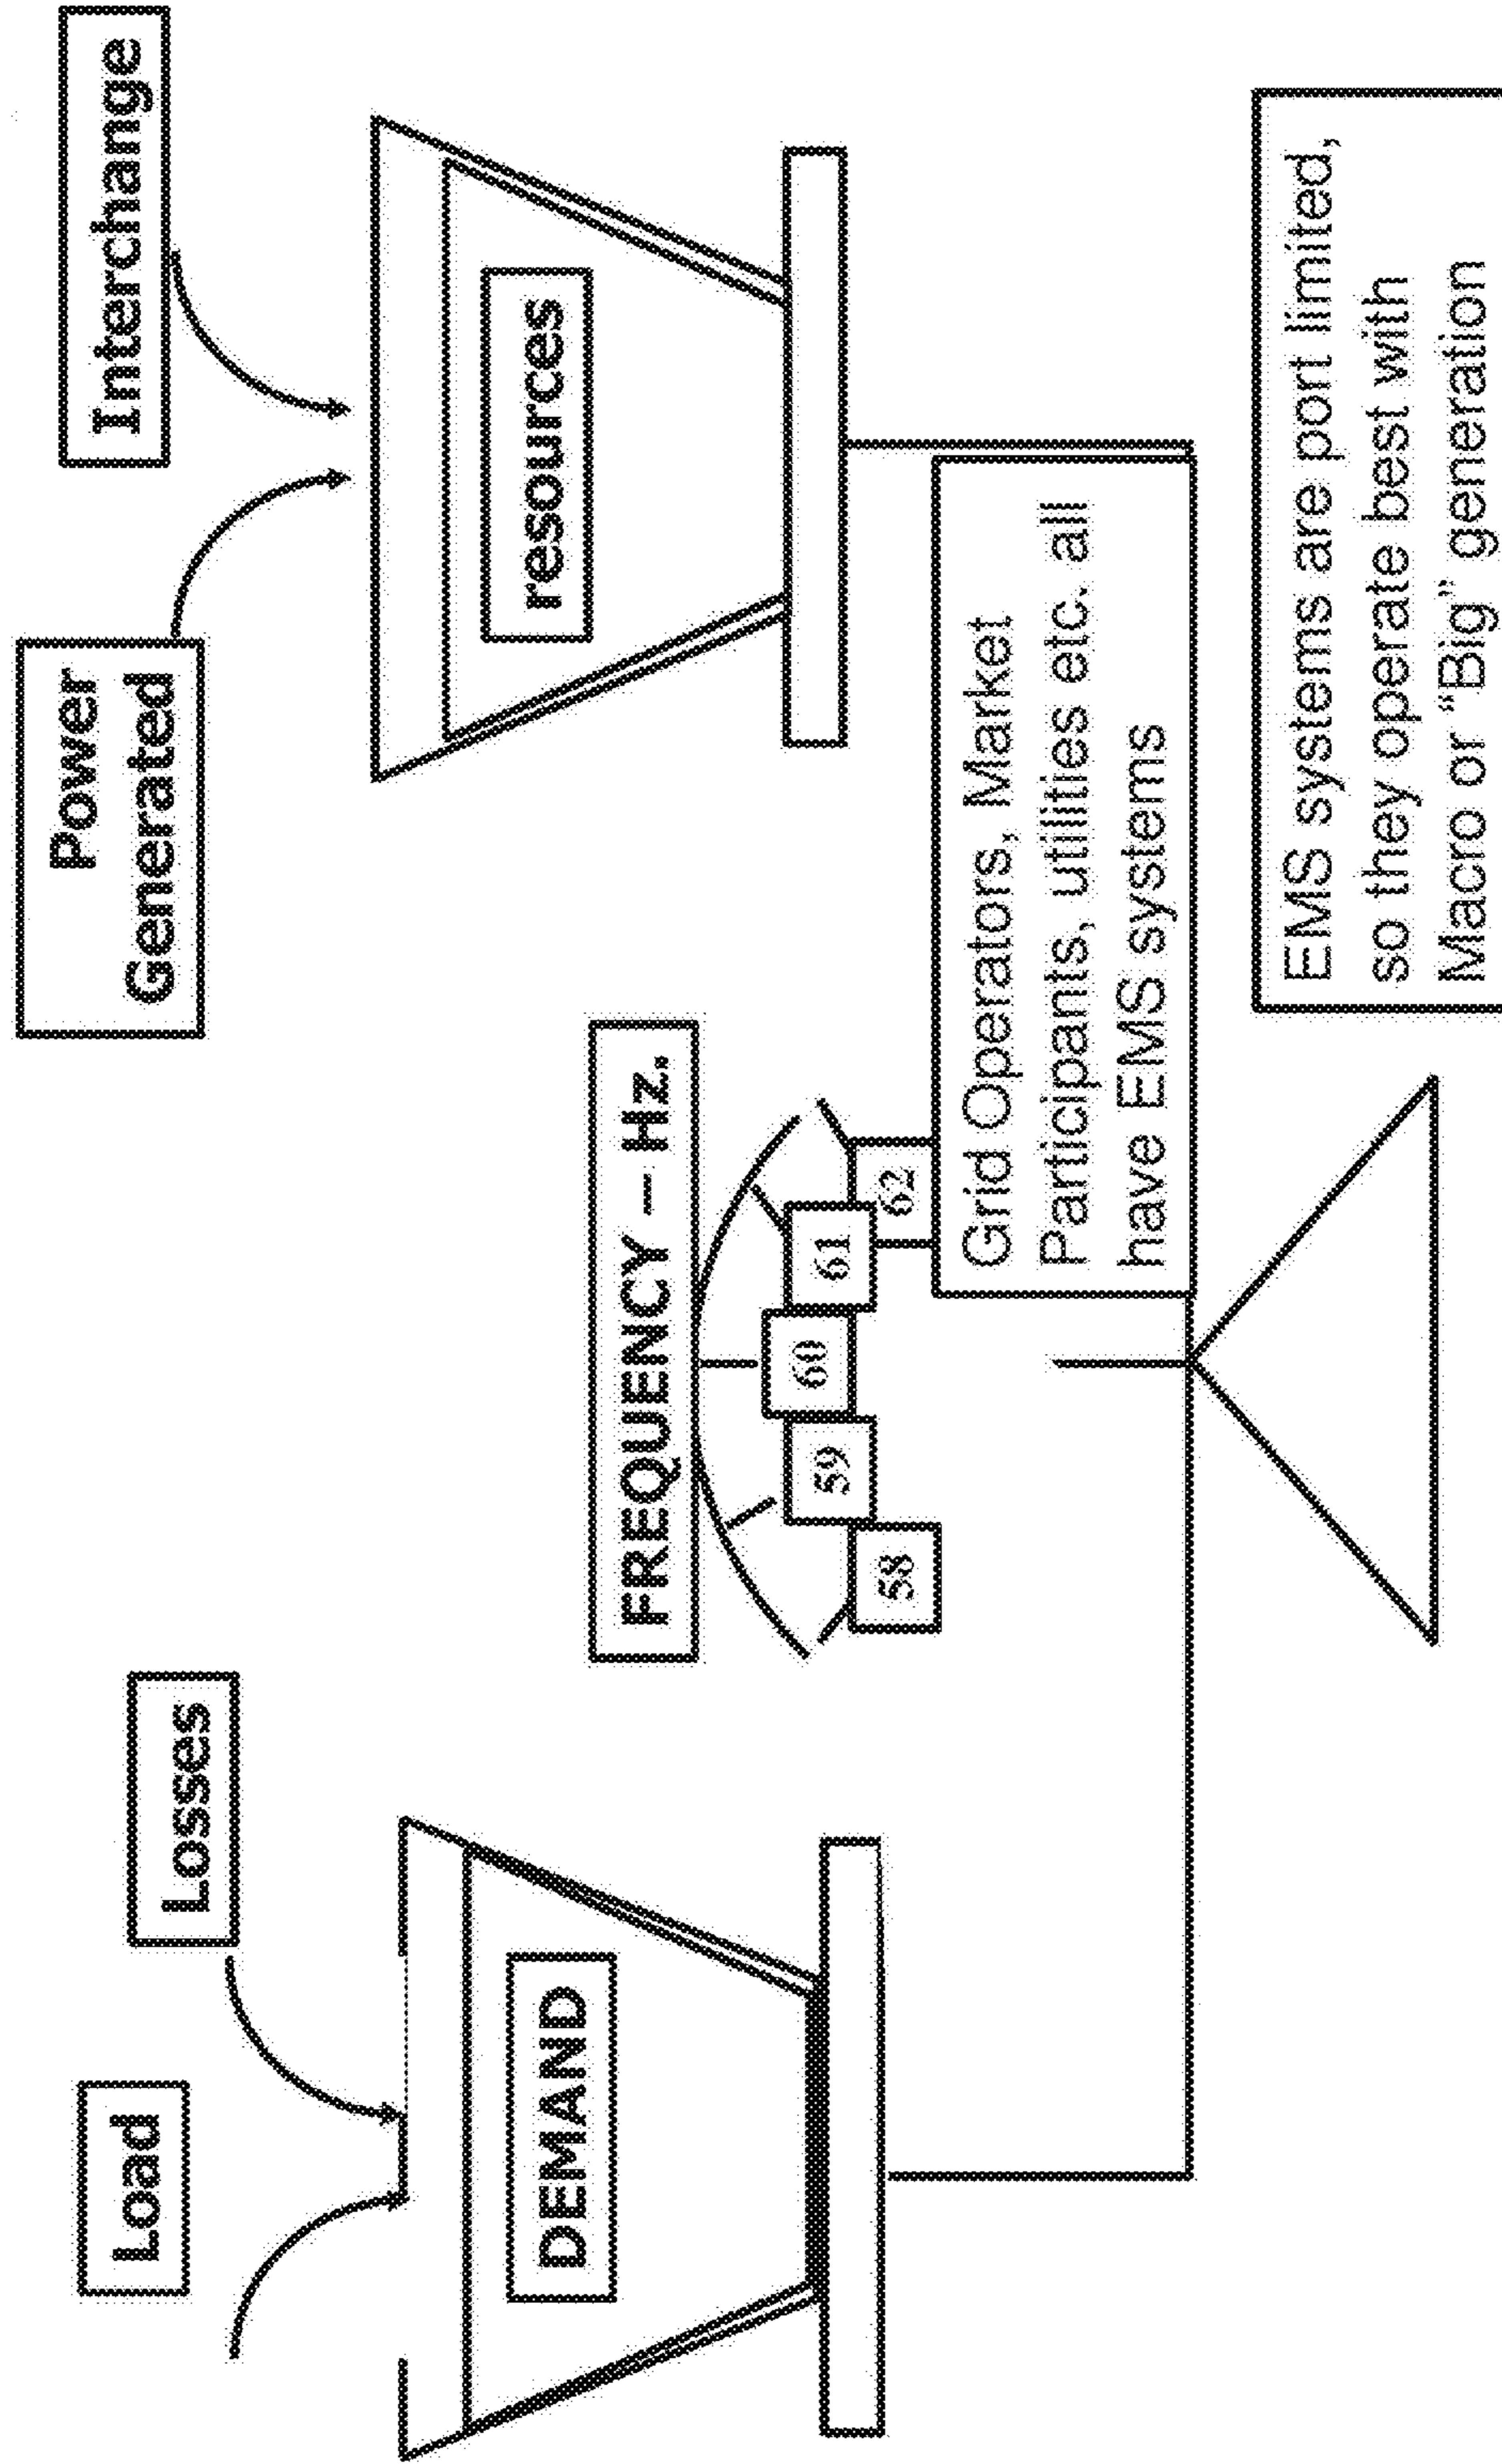 Load
Losses
Power
Generated
Interchange
DEMAND
FREQUENCY – Hz.
resources
58
59
60
61
62
Grid Operators, Market
Participants, utilities etc. all
have EMS systems
EMS systems are port limited,
so they operate best with
Macro or “Big” generation